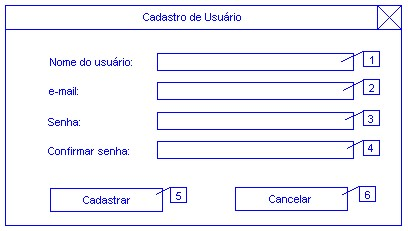 Cadastro de Usuário
Nome do usuário: 1
e-mail: 2
Senha: 3
Confirmar senha: 4
Cadastrar 5 Cancelar 6